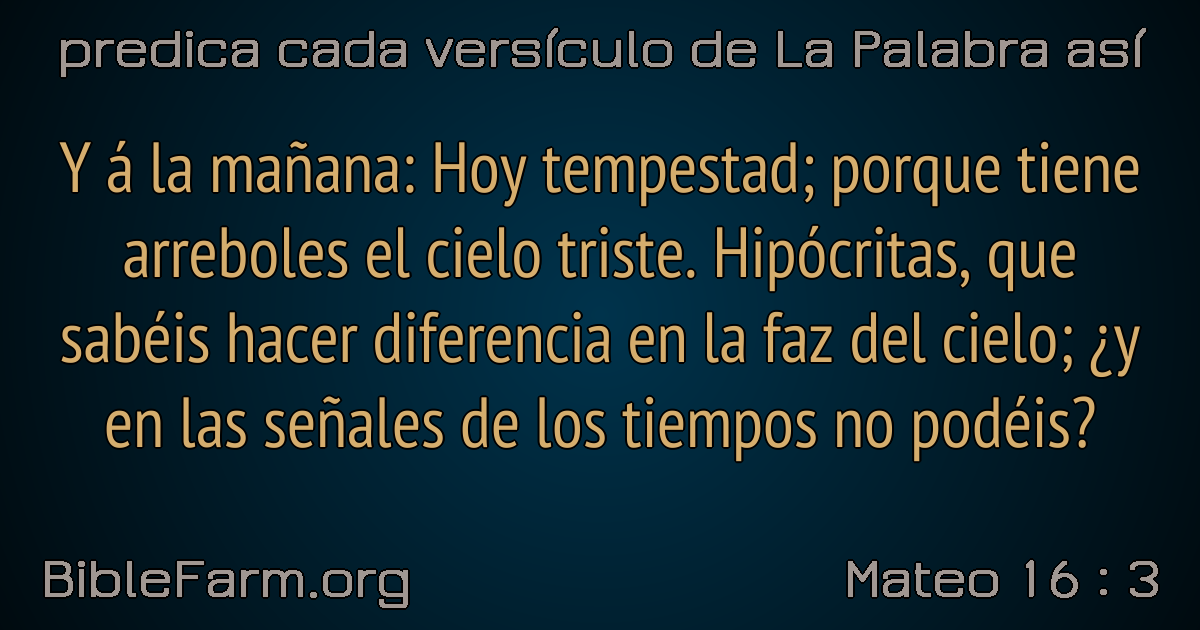 predica cada versículo de La Palabra así
Y á la mañana: Hoy tempestad; porque tiene
arreboles el cielo triste. Hipócritas, que
sabéis hacer diferencia en la faz del cielo; ¿y
en las señales de los tiempos no podéis?
BibleFarm.org
Mateo 16 : 3